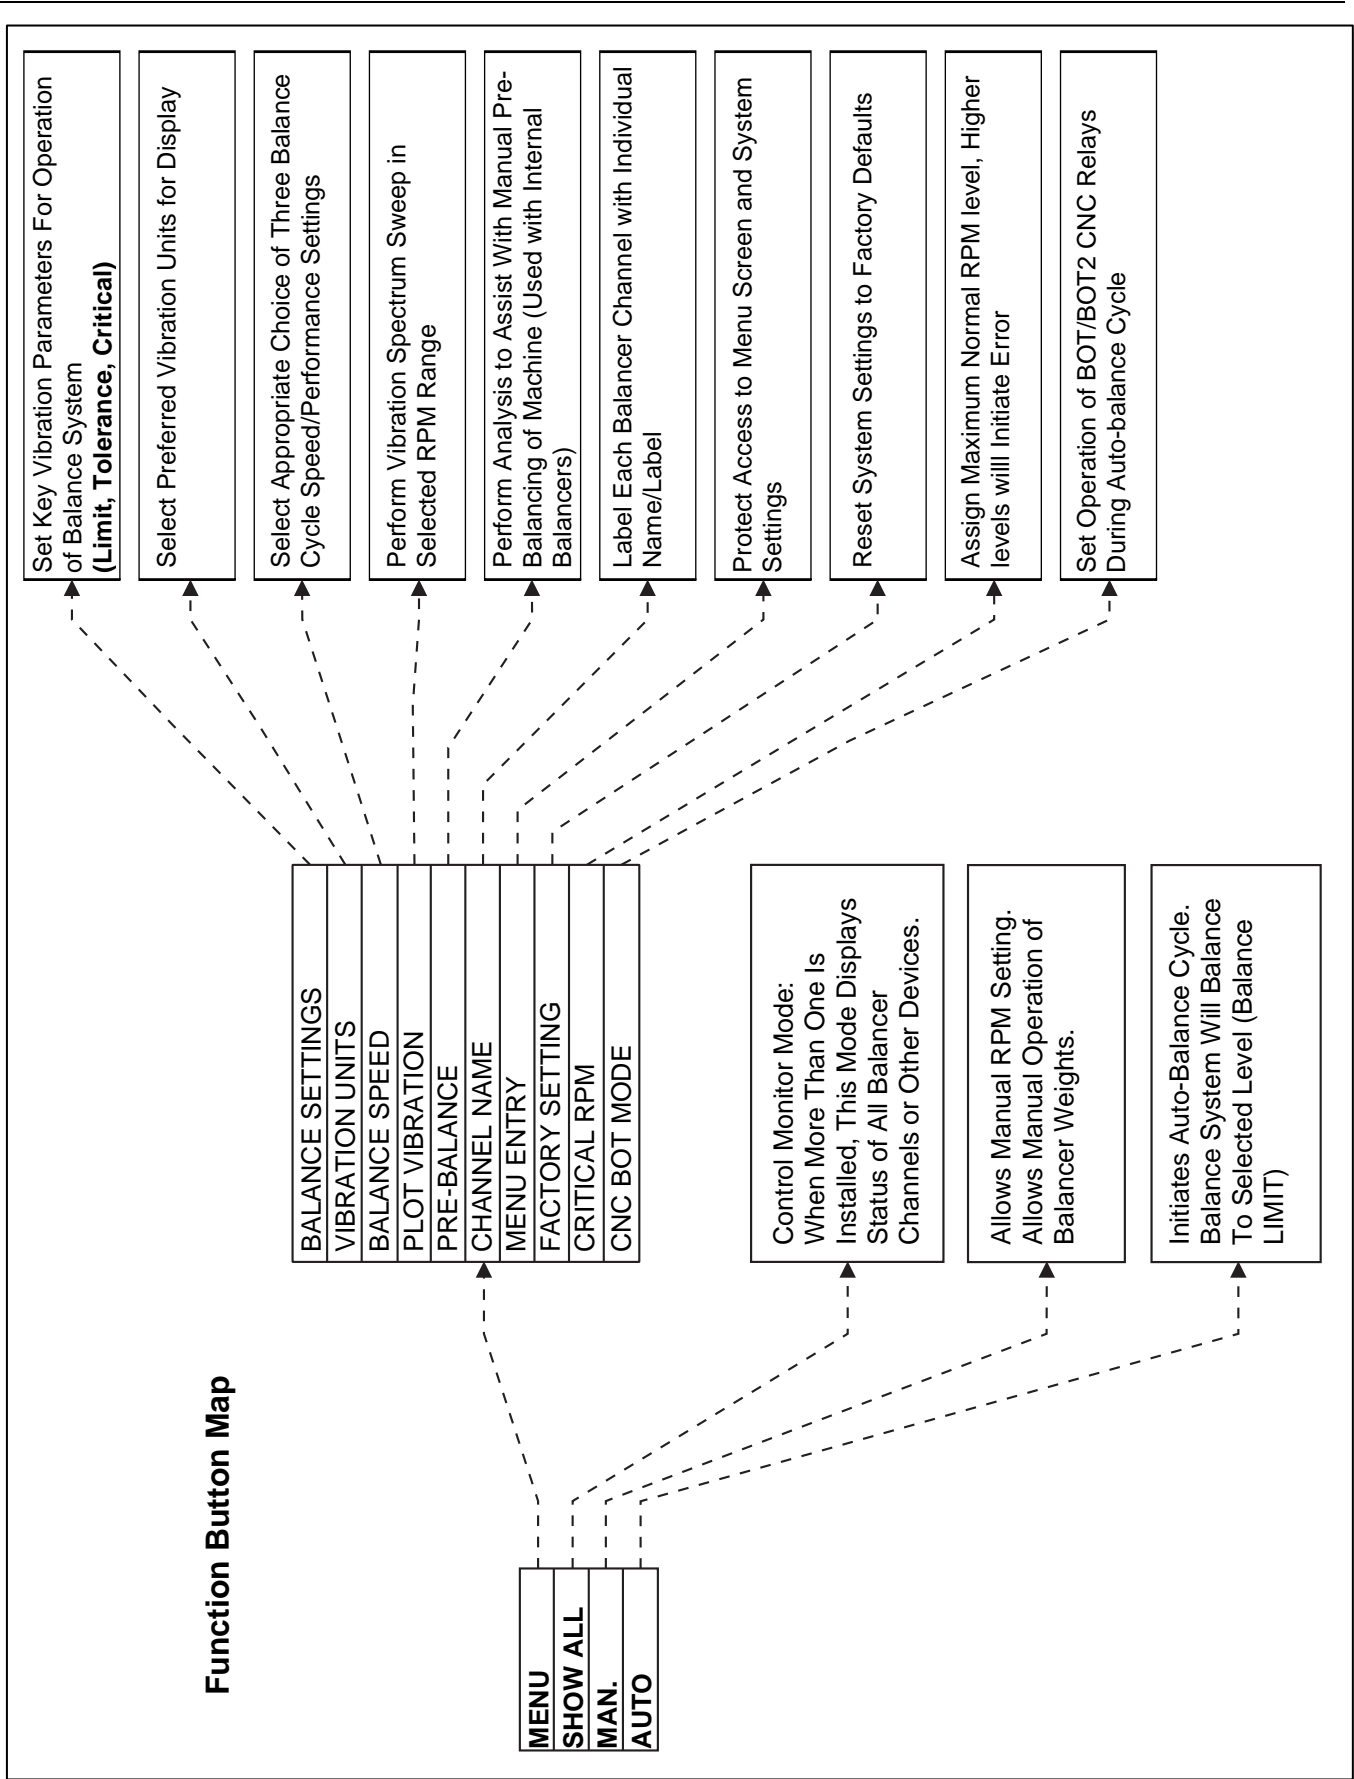 Function Button Map
MENU
SHOW ALL
MAN.
AUTO
BALANCE SETTINGS
VIBRATION UNITS
BALANCE SPEED
PLOT VIBRATION
PRE-BALANCE
CHANNEL NAME
MENU ENTRY
FACTORY SETTING
CRITICAL RPM
CNC BOT MODE
Control Monitor Mode:
When More Than One Is
Installed, This Mode Displays
Status of All Balancer
Channels or Other Devices.
Allows Manual RPM Setting.
Allows Manual Operation of
Balancer Weights.
Initiates Auto-Balance Cycle.
Balance System Will Balance
To Selected Level (Balance
LIMIT)
Set Key Vibration Parameters For Operation
of Balance System
(Limit, Tolerance, Critical)
Select Preferred Vibration Units for Display
Select Appropriate Choice of Three Balance
Cycle Speed/Performance Settings
Perform Vibration Spectrum Sweep in
Selected RPM Range
Perform Analysis to Assist With Manual Pre-
Balancing of Machine (Used with Internal
Balancers)
Label Each Balancer Channel with Individual
Name/Label
Protect Access to Menu Screen and System
Settings
Reset System Settings to Factory Defaults
Assign Maximum Normal RPM level, Higher
levels willl Initiate Error
Set Operation of BOT/BOT2 CNC Relays
During Auto-balance Cycle